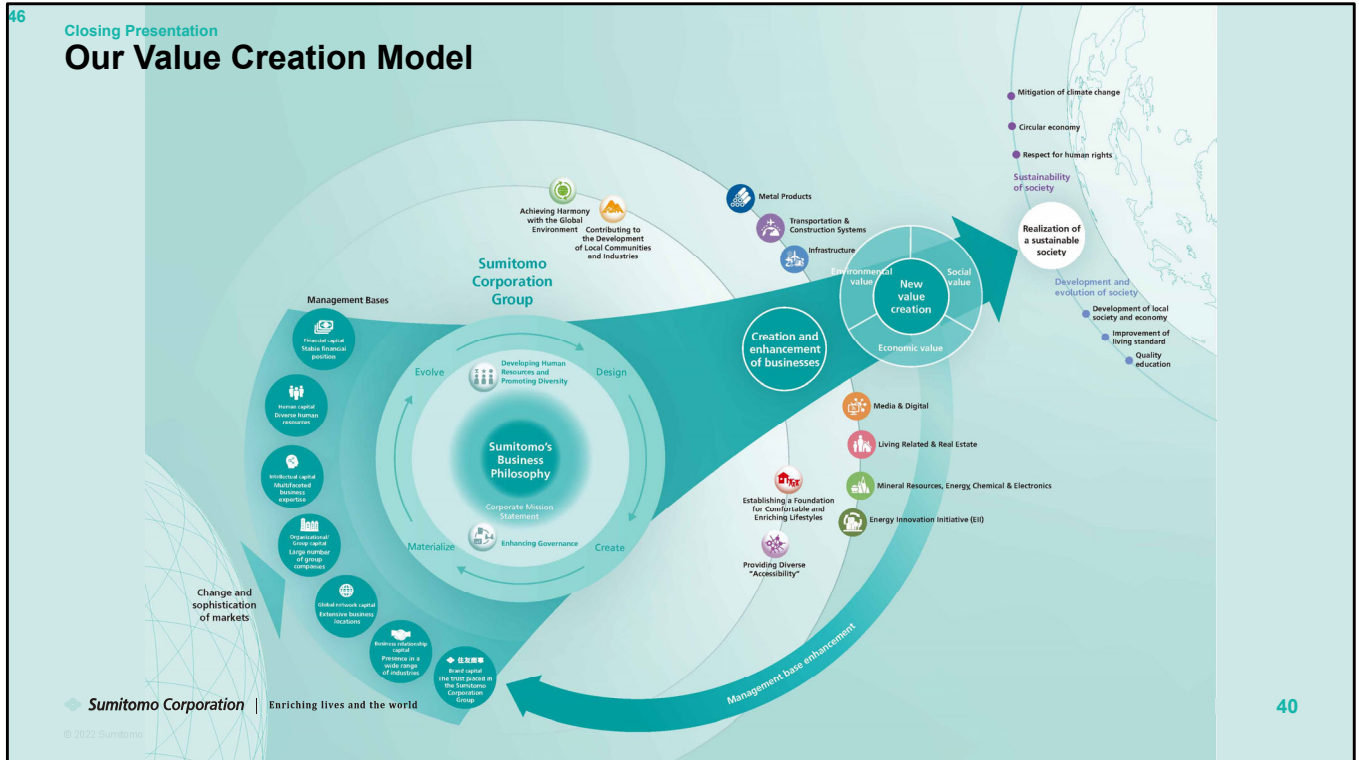 46
Closing Presentation
Our Value Creation Model
Mitigation of climate change
Circular economy
Respect for human rights
Sustainability
of society
Realization of
a sustainable
society
Development and
evolution of society
Development of local
society and economy
Improvement of
living standard
Quality
education
Achieving Harmony
with the Global
Environment
Contributing to
the Development
of Local Communities
and Industries
Metal Products
Transportation &
Construction Systems
Infrastructure
Environmental
value
Social
value
New
value
creation
Economic value
Creation and
enhancement
of businesses
Sumitomo
Corporation
Group
Management Bases
Financial capital
Stable financial
position
Human capital
Diverse human
resources
Intellectual capital
Multifaceted
business
expertise
Organizational/
Group capital
Large number
of group
companies
Global network capital
Extensive business
locations
Business relationship
capital
Presence in a
wide range
of industries
住友商事
Brand capital
The trust placed in
the Sumitomo
Corporation
Group
Evolve
Design
Developing Human
Resources and
Promoting Diversity
Sumitomo's
Business
Philosophy
Corporate Mission
Statement
Enhancing Governance
Materialize
Create
Media & Digital
Living Related & Real Estate
Mineral Resources, Energy, Chemical & Electronics
Energy Innovation Initiative (EII)
Establishing a Foundation
for Comfortable and
Enriching Lifestyles
Providing Diverse
"Accessibility"
Change and
sophistication
of markets
Management base enhancement
Sumitomo Corporation | Enriching lives and the world
© 2022 Sumitomo
40